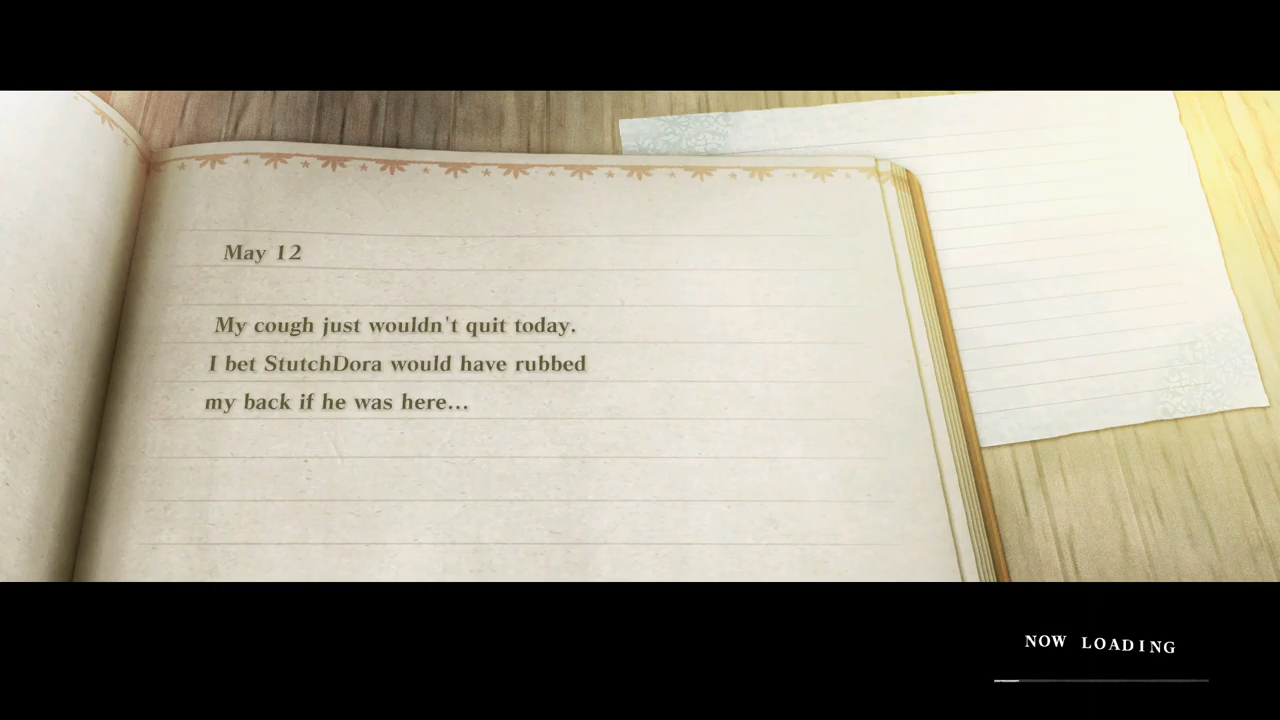 May 12
My cough just wouldn't quit today.
I bet StutchDora would have rubbed
my back if he was here...
NOW LOADING